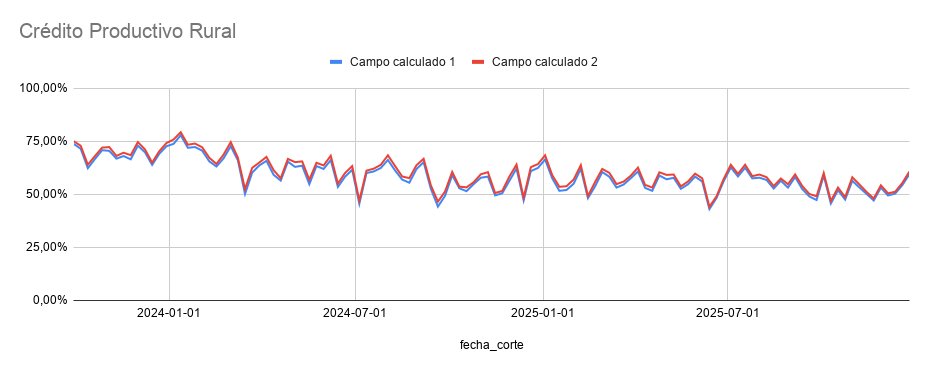 Crédito Productivo Rural
Campo calculado 1 Campo calculado 2
100,00%
75,00%
50,00%
25,00%
0,00%
2024-01-01 2024-07-01 2025-01-01 2025-07-01
fecha_corte